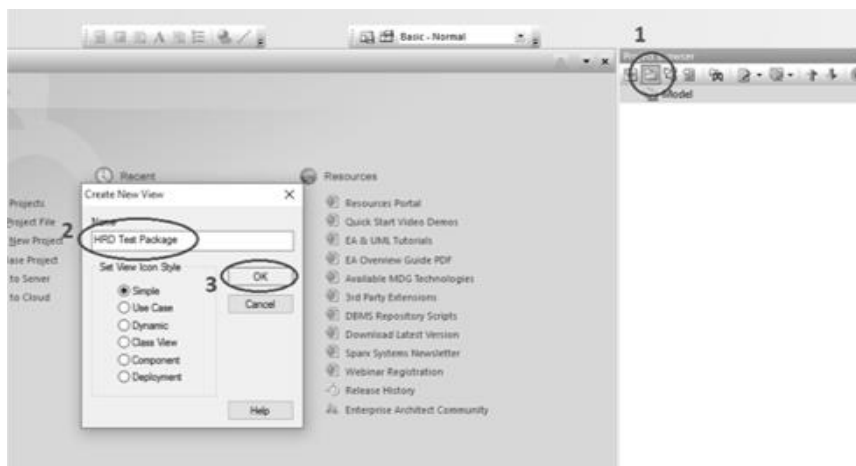 Basic - Normal
1
Browser
Model
Recent
Resources
Projects
Project File
New Project
Project
to Server
to Cloud
Create New View
2
Name
HRD Test Package
Set View Icon Style
Simple
Use Case
Dynamic
Class View
Component
Deployment
3
OK
Cancel
Help
Resources Portal
Quick Start Video Demos
EA & UML Tutorials
EA Overview Guide PDF
Available MDG Technologies
3rd Party Extensions
DBMS Repository Scripts
Download Latest Version
Sparx Systems Newsletter
Webinar Registration
Release History
Enterprise Architect Community